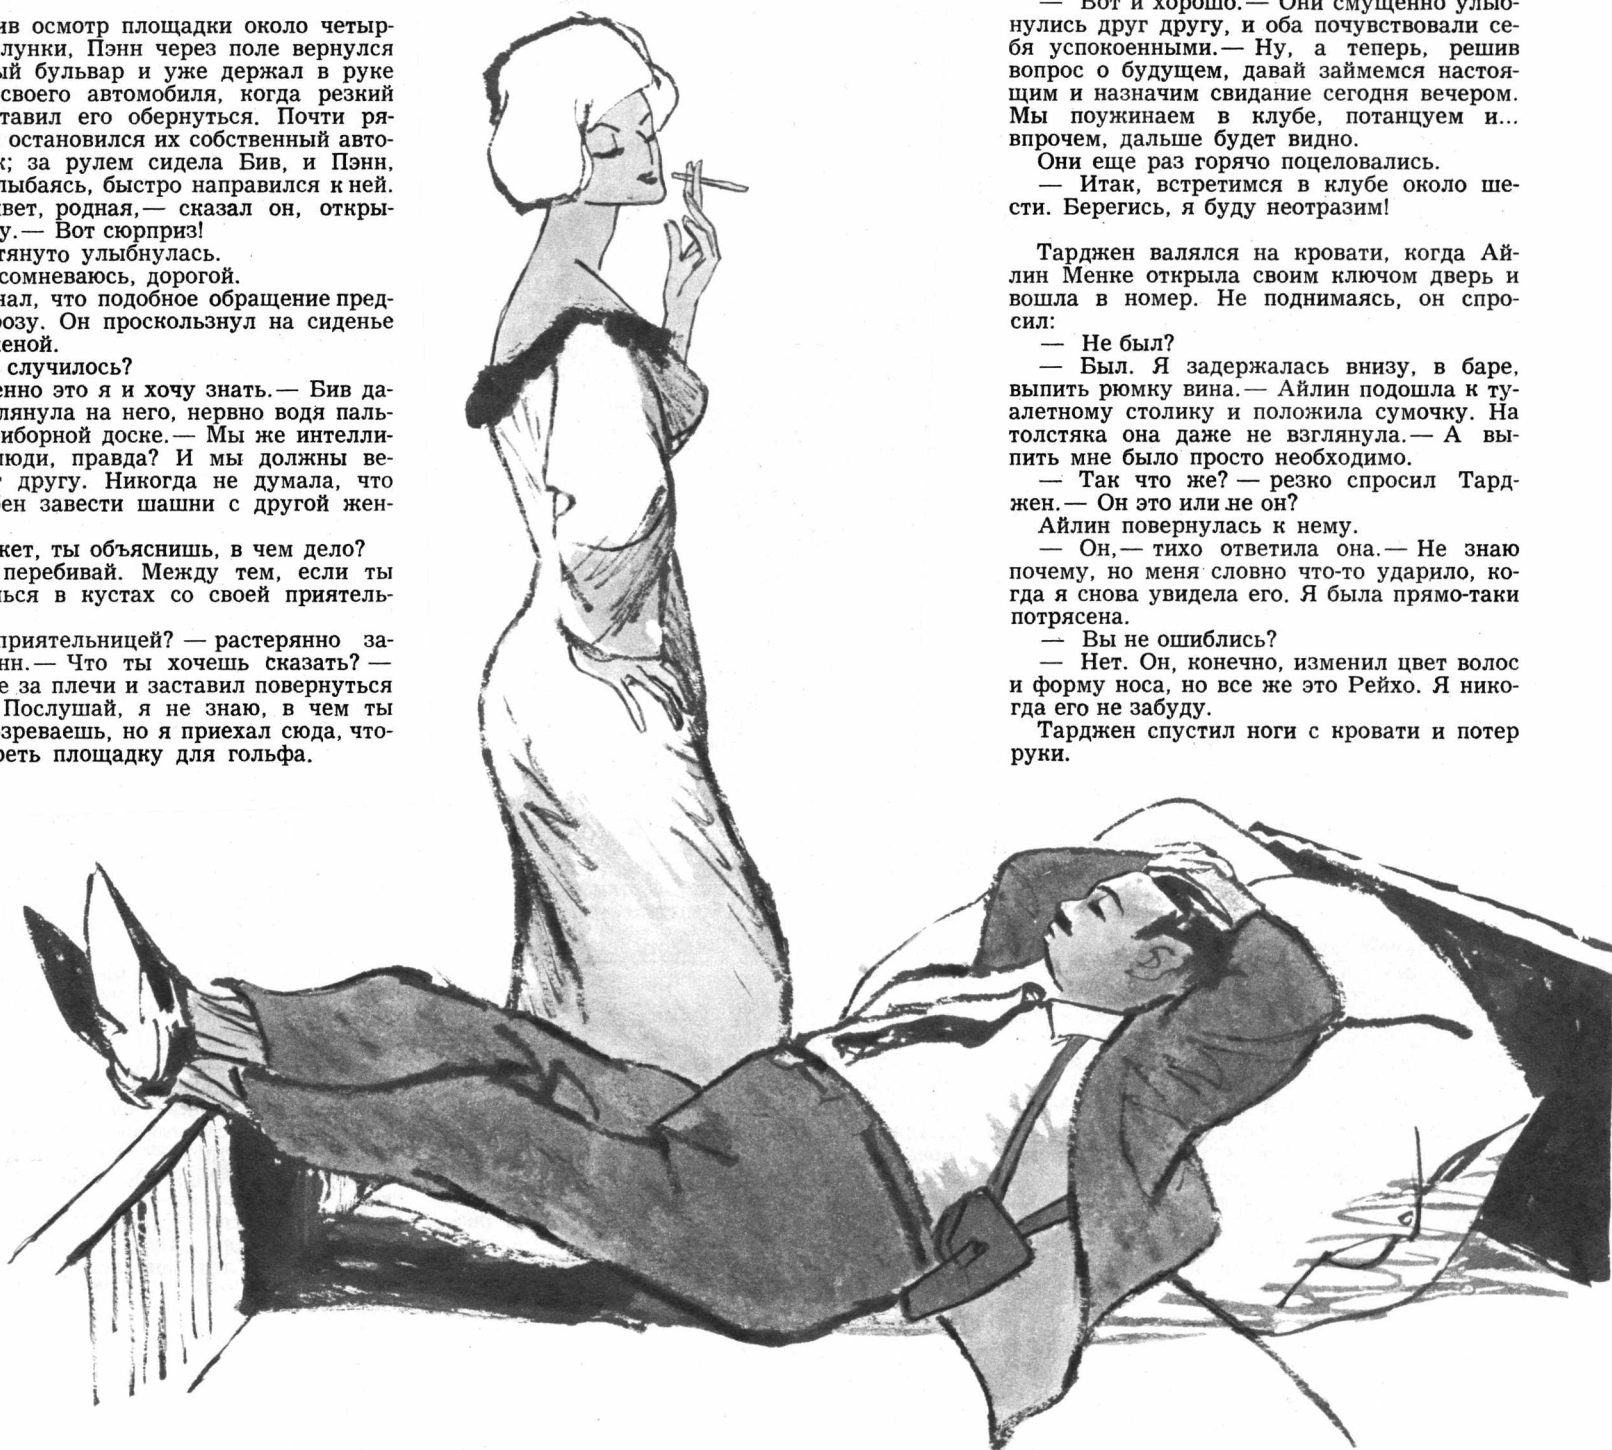 ив осмотр площадки около четыр-
лунки, Пэнн через поле вернулся
ый бульвар и уже держал в руке
своего автомобиля, когда резкий
тавил его обернуться. Почти ря-
остановился их собственный авто-
к; за рулем сидела Бив, и Пэнн,
лыбаясь, быстро направился к ней.
вет, родная,— сказал он, откры-
у.— Вот сюрприз!
тянуто улыбнулась.
сомневаюсь, дорогой.
нал, что подобное обращение пред-
розу. Он проскользнул на сиденье
еной.
случилось?
енно это я и хочу знать.— Бив да-
лянула на него, нервно водя паль-
иборной доске.— Мы же интелли-
люди, правда? И мы должны ве-
другу. Никогда не думала, что
ен завести шашни с другой жен-
жет, ты объяснишь, в чем дело?
перебивай. Между тем, если ты
ься в кустах со своей приятель-
приятельницей? — растерянно за-
нн.— Что ты хочешь сказать? —
е за плечи и заставил повернуться
Послушай, я не знаю, в чем ты
зреваешь, но я приехал сюда, что-
реть площадку для гольфа.
— Вот и хорошо.— Они смущенно улыб-
нулись друг другу, и оба почувствовали се-
бя успокоенными.— Ну, а теперь, решив
вопрос о будущем, давай займемся настоя-
щим и назначим свидание сегодня вечером.
Мы поужинаем в клубе, потанцуем и...
впрочем, дальше будет видно.
Они еще раз горячо поцеловались.
— Итак, встретимся в клубе около ше-
сти. Берегись, я буду неотразим!
Тарджен валялся на кровати, когда Ай-
лин Менке открыла своим ключом дверь и
вошла в номер. Не поднимаясь, он спро-
сил:
— Не был?
— Был. Я задержалась внизу, в баре,
выпить рюмку вина.— Айлин подошла к ту-
алетному столику и положила сумочку. На
толстяка она даже не взглянула.— А вы-
пить мне было просто необходимо.
— Так что же? — резко спросил Тард-
жен.— Он это или не он?
Айлин повернулась к нему.
— Он,— тихо ответила она.— Не знаю
почему, но меня словно что-то ударило, ко-
гда я снова увидела его. Я была прямо-таки
потрясена.
— Вы не ошиблись?
— Нет. Он, конечно, изменил цвет волос
и форму носа, но все же это Рейхо. Я нико-
гда его не забуду.
Тарджен спустил ноги с кровати и потер
руки.